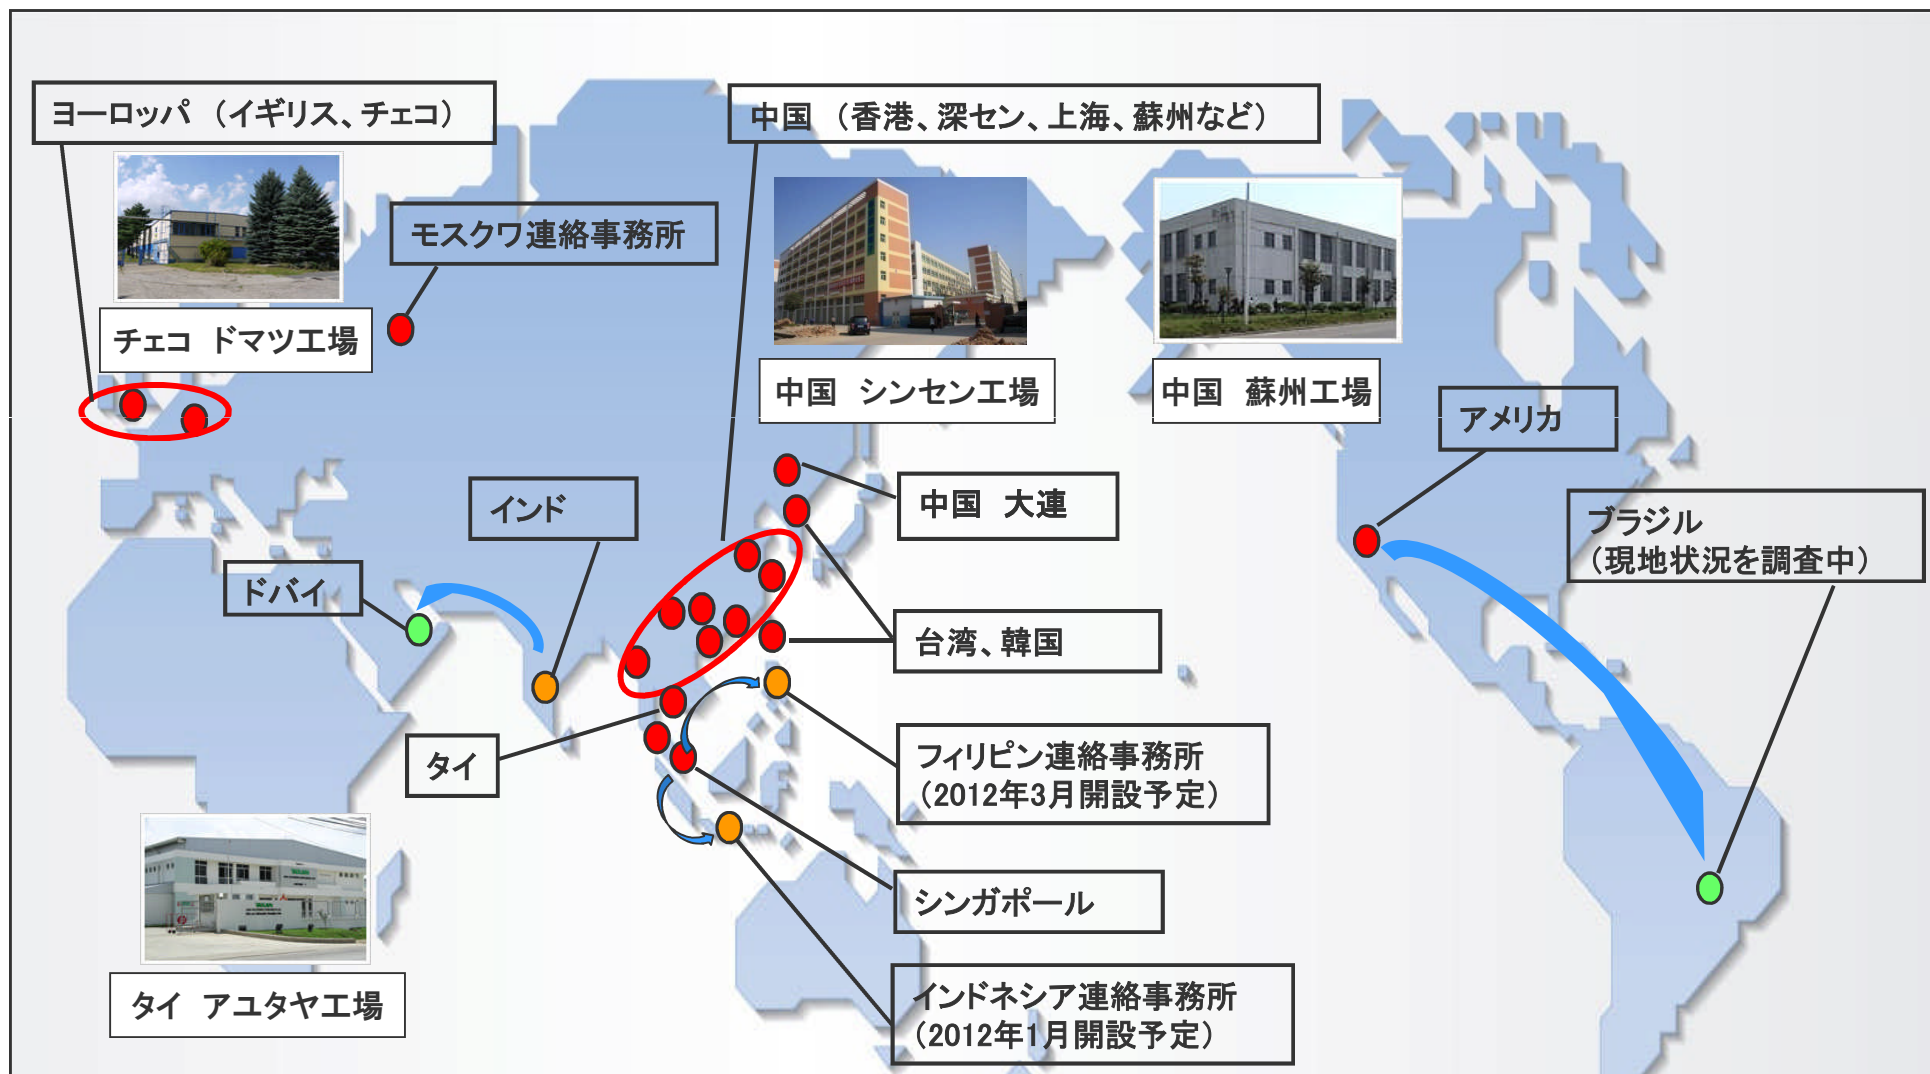 ヨーロッパ （イギリス、チェコ）
中国 （香港、深セン、上海、蘇州など）
モスクワ連絡事務所
チェコ ドマツ工場
中国 シンセン工場
中国 蘇州工場
アメリカ
インド
中国 大連
ブラジル
（現地状況を調査中）
ドバイ
台湾、韓国
タイ
フィリピン連絡事務所
（2012年3月開設予定）
シンガポール
タイ アユタヤ工場
インドネシア連絡事務所
（2012年1月開設予定）